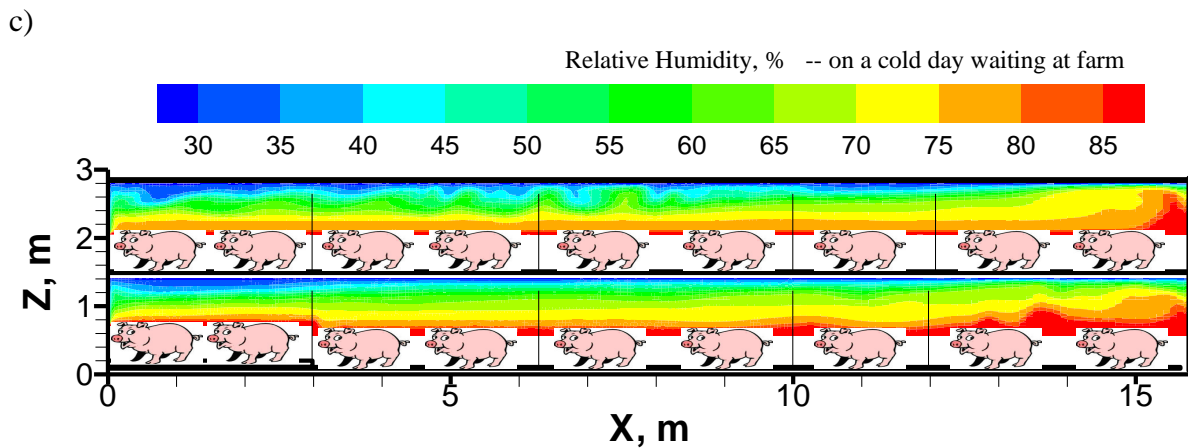 c)
Relative Humidity, % -- on a cold day waiting at farm
30 35 40 45 50 55 60 65 70 75 80 85
3
2
1
0
Z, m
0 5 10 15
X, m